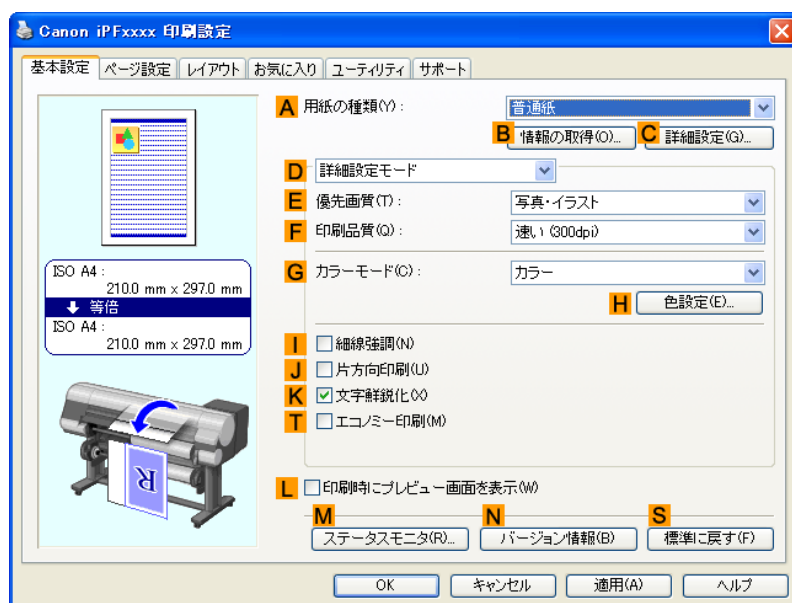 Canon iPFxxxx 印刷設定
基本設定 ページ設定 レイアウト お気に入り ユーティリティ サポート
A 用紙の種類(Y): 普通紙
B 情報の取得(O)... C 詳細設定(G)...
D 詳細設定モード
E 優先画質(T): 写真・イラスト
F 印刷品質(Q): 速い(300dpi)
G カラーモード(C): カラー
H 色設定(E)...
ISO A4 :
210.0 mm x 297.0 mm
等倍
ISO A4 :
210.0 mm x 297.0 mm
I 細線強調(N)
J 片方向印刷(U)
K 文字鮮鋭化(X)
T エコノミー印刷(M)
R
L 印刷時にプレビュー画面を表示(W)
M N S
ステータスモニタ(R)... バージョン情報(B) 標準に戻す(F)
OK キャンセル 適用(A) ヘルプ